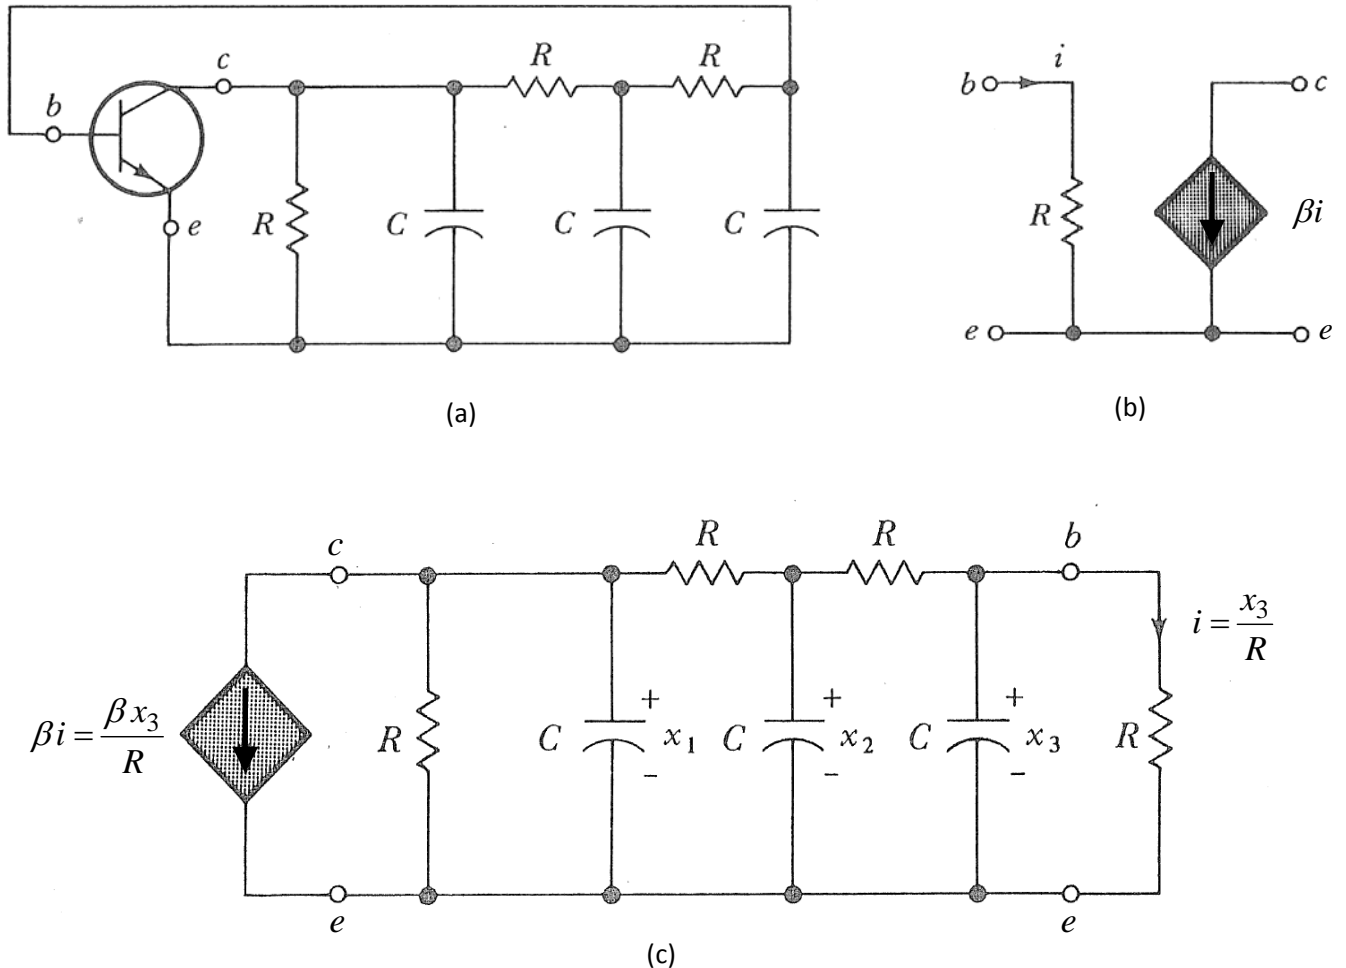 R R
c
b
e
R C C C
(a)
i
b c
R βi
e e
(b)
R R
c b
i = x₃/R
βi = βx₃/R
R C + x₁ − C + x₂ − C + x₃ − R
e e
(c)